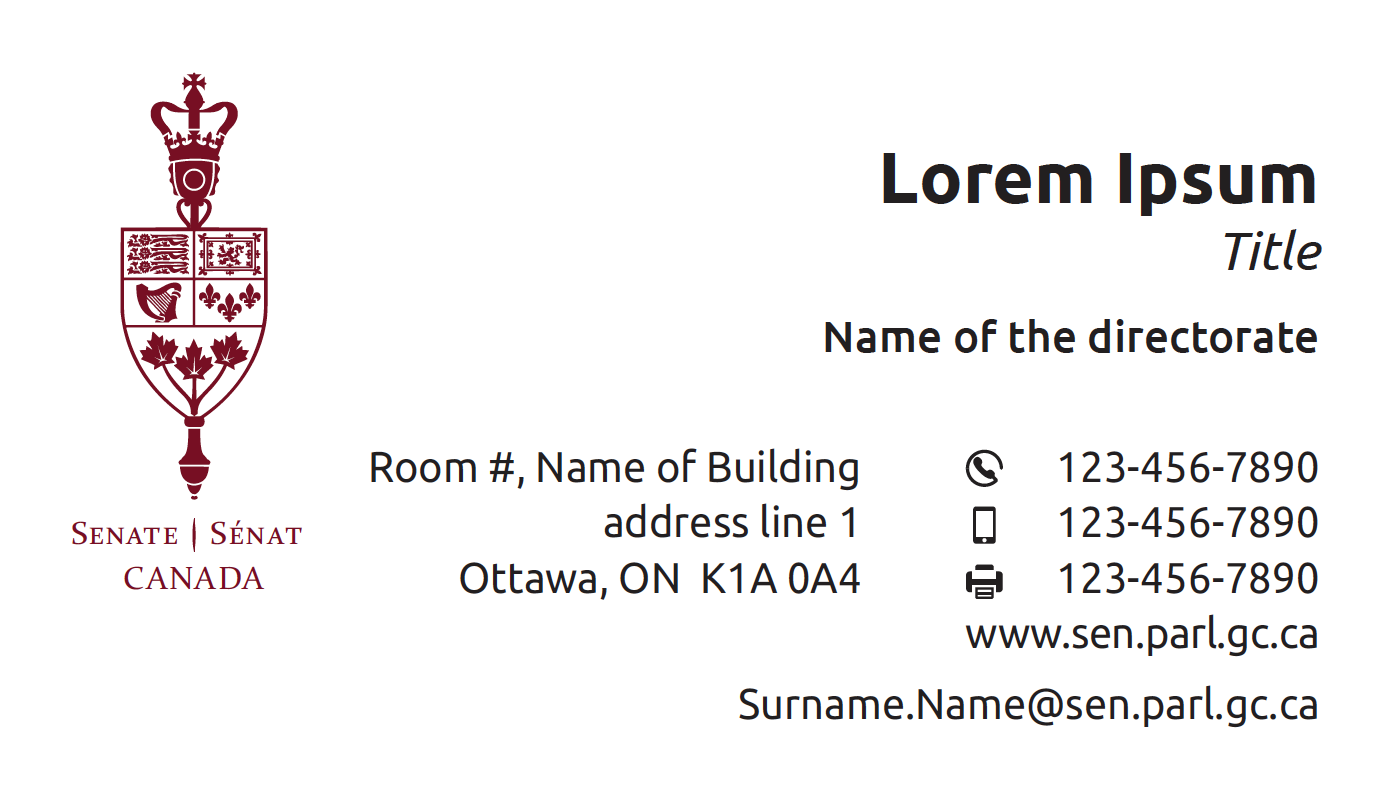 Lorem Ipsum
Title
Name of the directorate
Room #, Name of Building
address line 1
Ottawa, ON  K1A 0A4
123-456-7890
123-456-7890
123-456-7890
www.sen.parl.gc.ca
Surname.Name@sen.parl.gc.ca
Senate | Sénat
CANADA